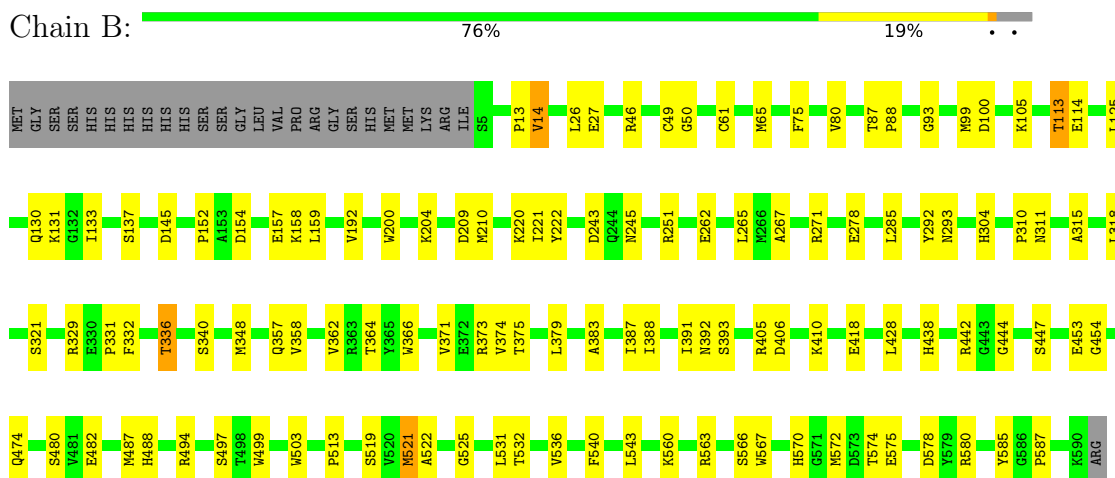 Chain B:
76% 19% • •
MET GLY SER SER HIS HIS HIS HIS HIS HIS SER SER GLY LEU VAL PRO ARG GLY SER HIS MET MET LYS ARG ILE S5 P13 V14 L26 E27 R46 C49 G50 C61 M65 F75 V80 T87 P88 G93 M99 D100 K105 T113 E114
Q130 K131 G132 I133 S137 D145 P152 A153 D154 E157 K158 L159 V192 W200 K204 D209 M210 K220 I221 Y222 D243 Q244 N245 R251 E262 L265 M266 A267 R271 E278 L285 Y292 N293 H304 P310 N311 A315
S321 R329 E330 P331 F332 T336 S340 M348 Q357 V358 V362 R363 T364 Y365 W366 V371 E372 R373 V374 T375 L379 A383 I387 I388 I391 N392 S393 R405 D406 K410 E418 L428 H438 R442 G443 G444 S447 E453 G454
Q474 S480 V481 E482 M487 H488 R494 S497 T498 W499 W503 P513 S519 V520 M521 A522 G525 L531 T532 V536 F540 L543 K560 R563 S566 W567 H570 G571 M572 D573 T574 E575 D578 Y579 R580 Y585 G586 P587 K590 ARG